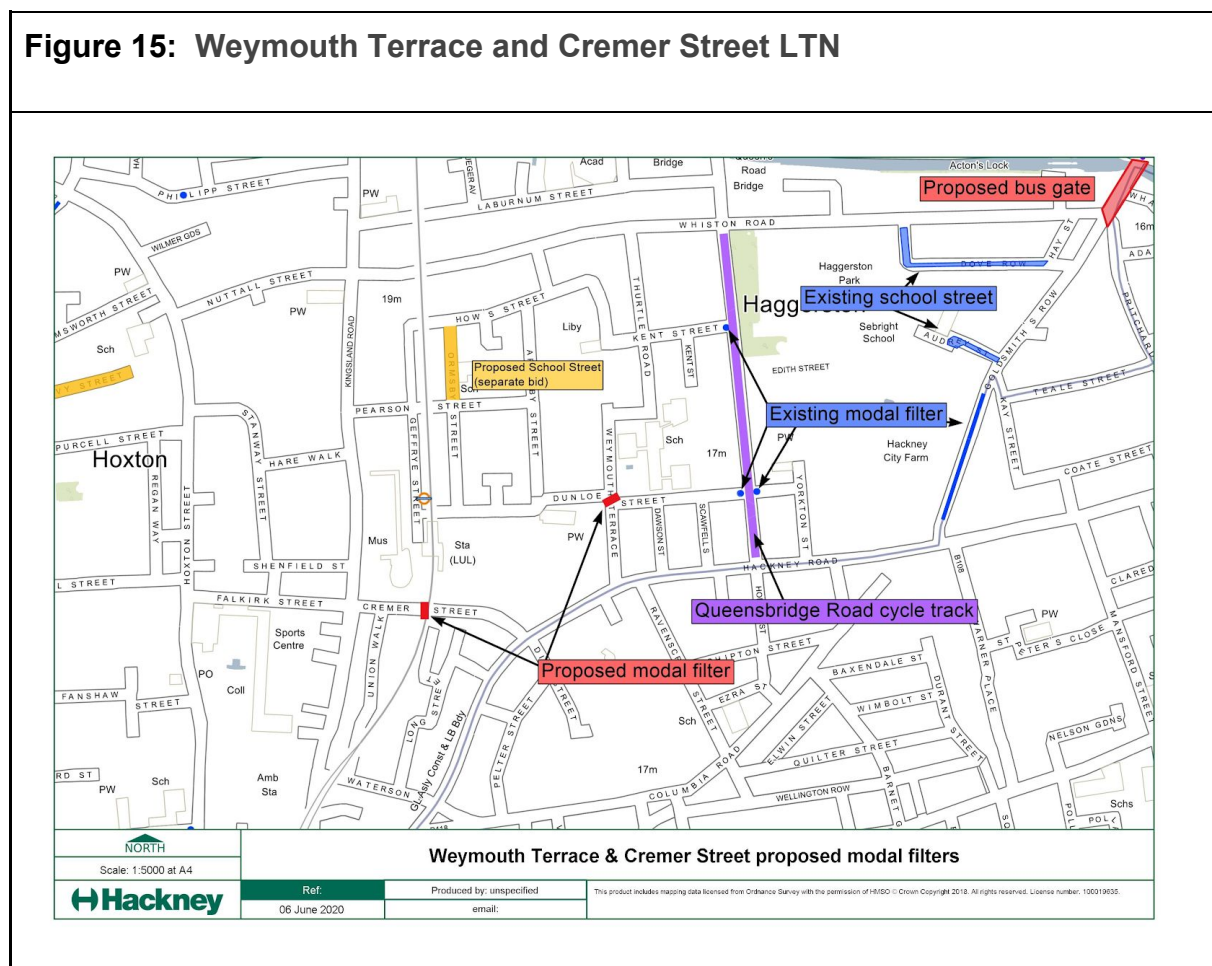 Figure 15: Weymouth Terrace and Cremer Street LTN
Acad
Bridge
Road
Bridge
Acton's Lock
Proposed bus gate
PHILIPP STREET
PW
LABURNUM STREET
WHISTON ROAD
16m
WILMER GDS
HAY ST
PW
NUTTALL STREET
Haggerston
Park
DOVE ROW
19m
PW
HOWS STREET
Liby
THURTLE ROAD
Haggerston
Existing school street
Sebright
School
GOLDSMITH'S ROW
Sch
KINGSLAND ROAD
KENT STREET
KENT ST
ORMSBY
Proposed School Street
(separate bid)
EDITH STREET
TEALE STREET
PEARSON STREET
Existing modal filter
PURCELL STREET
Hoxton
STANWAY STREET
HARE WALK
GEFFRYE STREET
WEYMOUTH TERRACE
Sch
17m
PW
Hackney
City Farm
KAY STREET
COATE STREET
REGAN WAY
HOXTON STREET
DUNLOE STREET
DAWSON ST
YORKTON ST
Mus
Sta
(LUL)
PW
SHENFIELD ST
HACKNEY ROAD
B108
FALKIRK STREET
CREMER STREET
Queensbridge Road cycle track
PW
Sports
Centre
UNION WALK
MANSFORD STREET
PO
Coll
Proposed modal filter
BAXENDALE ST
FANSHAW
STREET
EZRA ST
WIMBOLT ST
DURANT STREET
LONG STREET
Sch
ELWIN STREET
QUILTER STREET
NELSON GDNS
GL Asly Const & LB Bdy
PELTER STREET
17m
COLUMBIA ROAD
RD ST
PW
Sch
Amb
Sta
WATERSON
WELLINGTON ROW
Schs
NORTH
Scale: 1:5000 at A4
Weymouth Terrace & Cremer Street proposed modal filters
Hackney
Ref:
06 June 2020
Produced by: unspecified
email:
This product includes mapping data licensed from Ordnance Survey with the permission of HMSO © Crown Copyright 2018. All rights reserved. License number. 100019635.